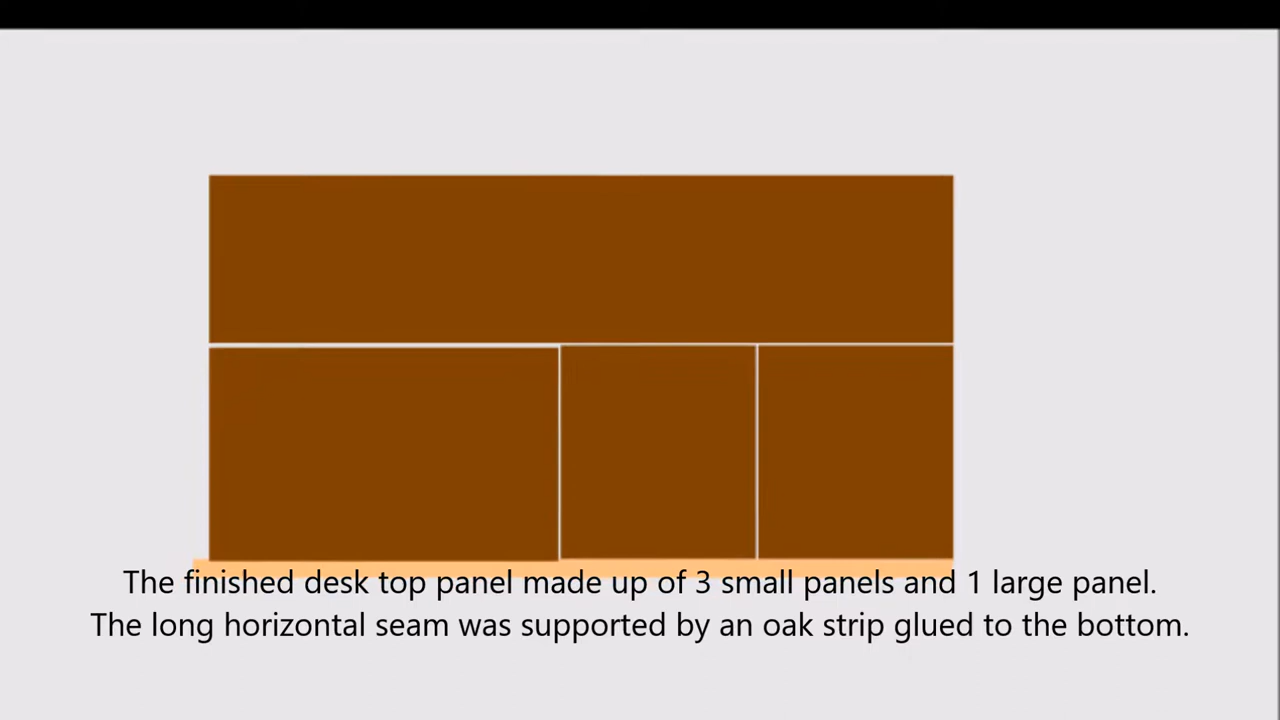 The finished desk top panel made up of 3 small panels and 1 large panel.
The long horizontal seam was supported by an oak strip glued to the bottom.